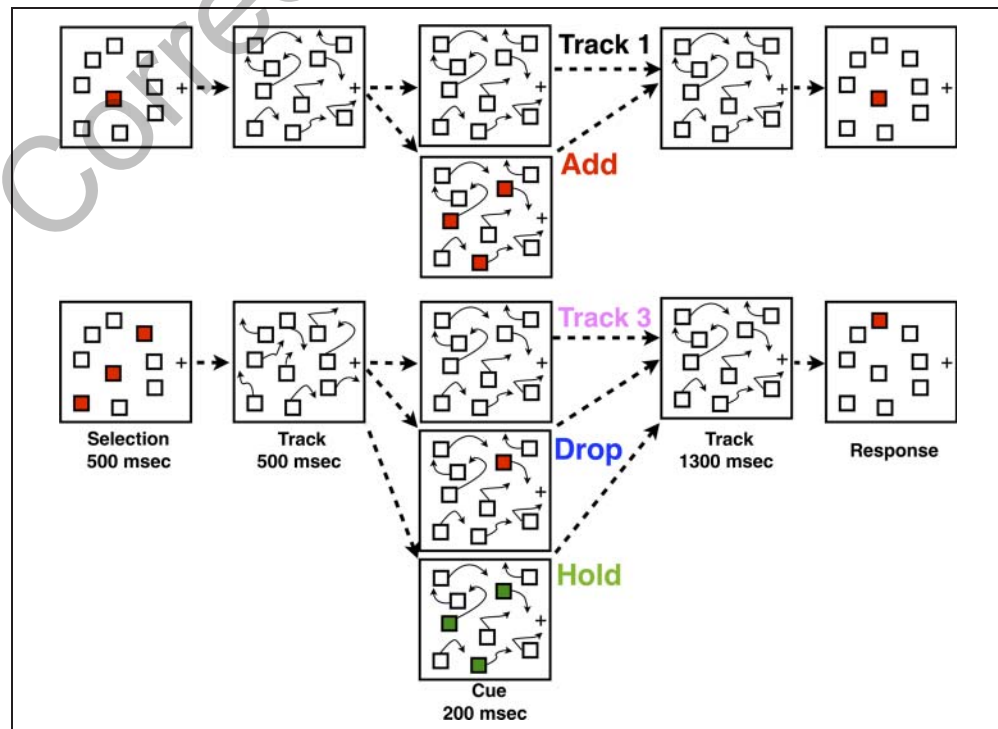 Corre
Track 1
Add
Track 3
Selection
500 msec
Track
500 msec
Drop
Track
1300 msec
Response
Hold
Cue
200 msec